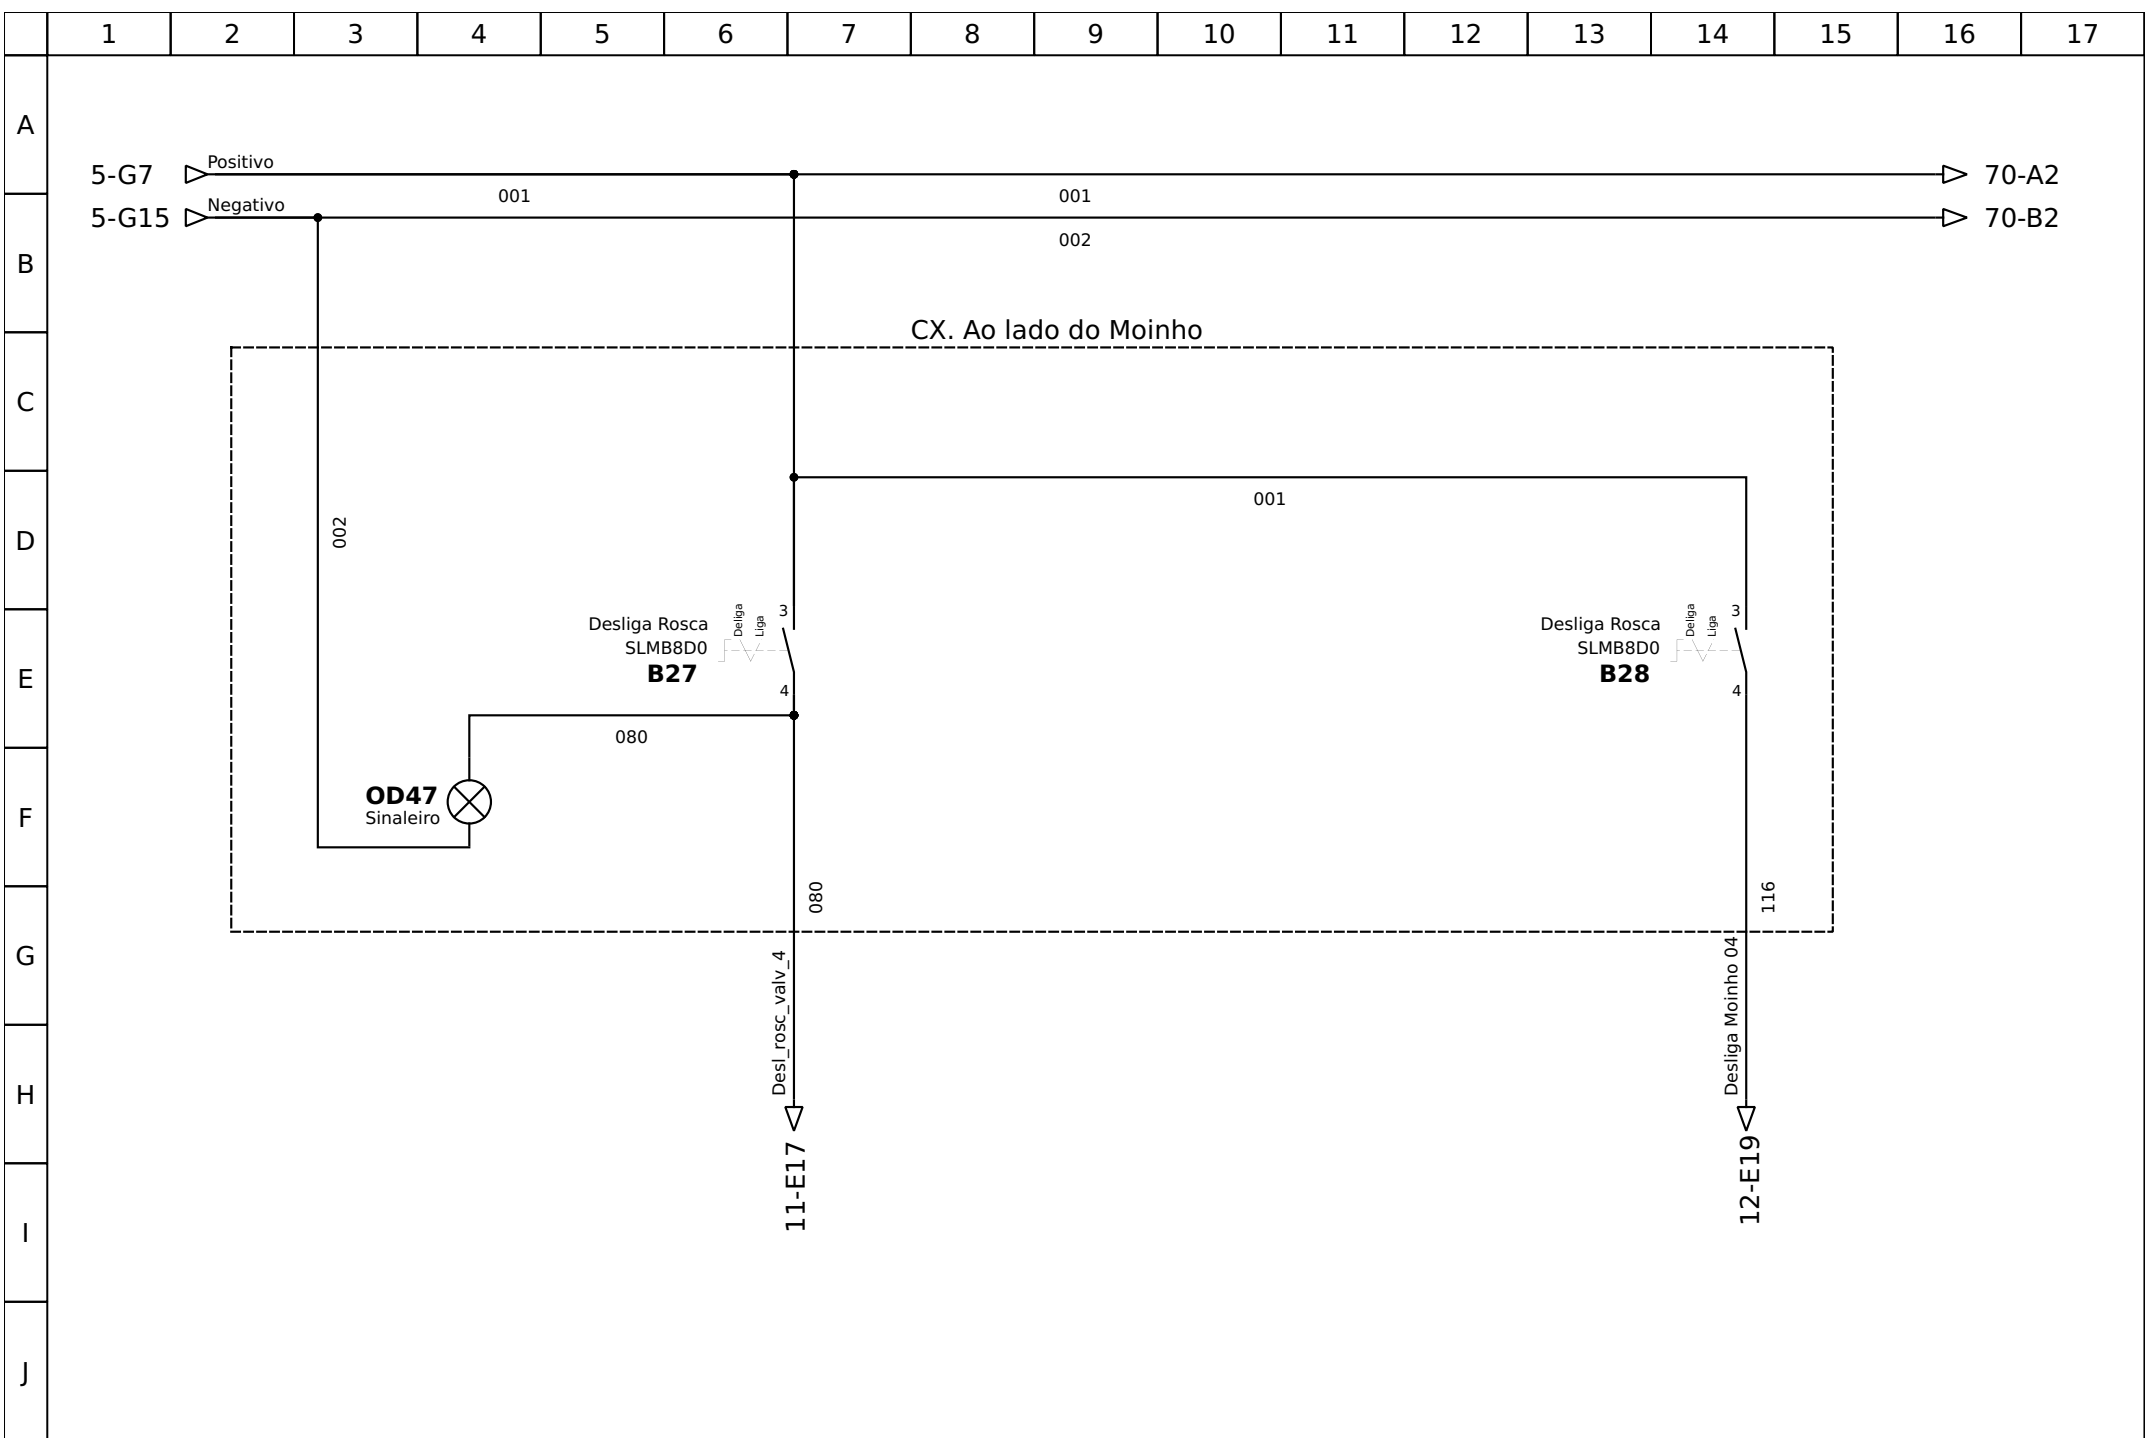 1 2 3 4 5 6 7 8 9 10 11 12 13 14 15 16 17
A
5-G7 Positivo 70-A2
001 001
5-G15 Negativo 70-B2
002
B
CX. Ao lado do Moinho
C
001
002
D
3 3
Deliga Liga Deliga Liga
Desliga Rosca Desliga Rosca
SLMB8D0 SLMB8D0
B27 B28
E
4 4
080
OD47
Sinaleiro
F
080 116
G
Desl_rosc_valv_4 Desliga Moinho 04
H
11-E17 12-E19
I
J